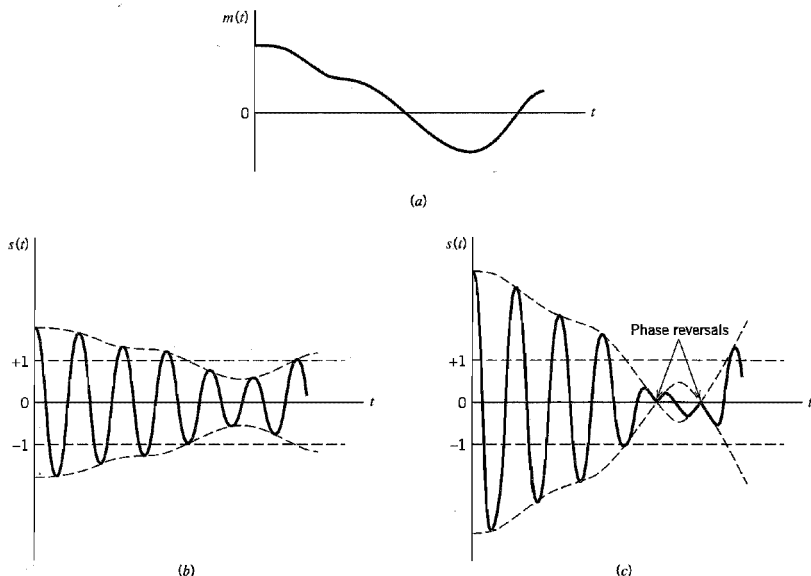 m(t)
0
t
(a)
s(t)
+1
0
-1
t
(b)
s(t)
Phase reversals
+1
0
-1
t
(c)